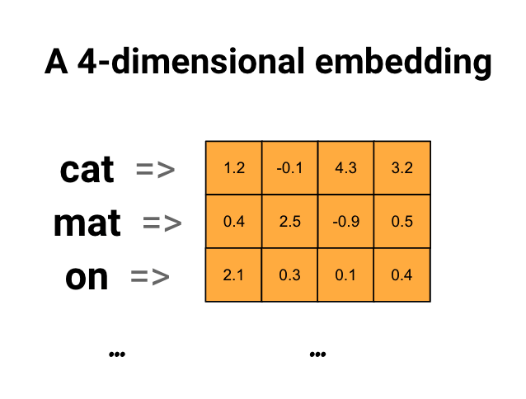 A 4-dimensional embedding
cat => 1.2 -0.1 4.3 3.2
mat => 0.4 2.5 -0.9 0.5
on => 2.1 0.3 0.1 0.4
... ...